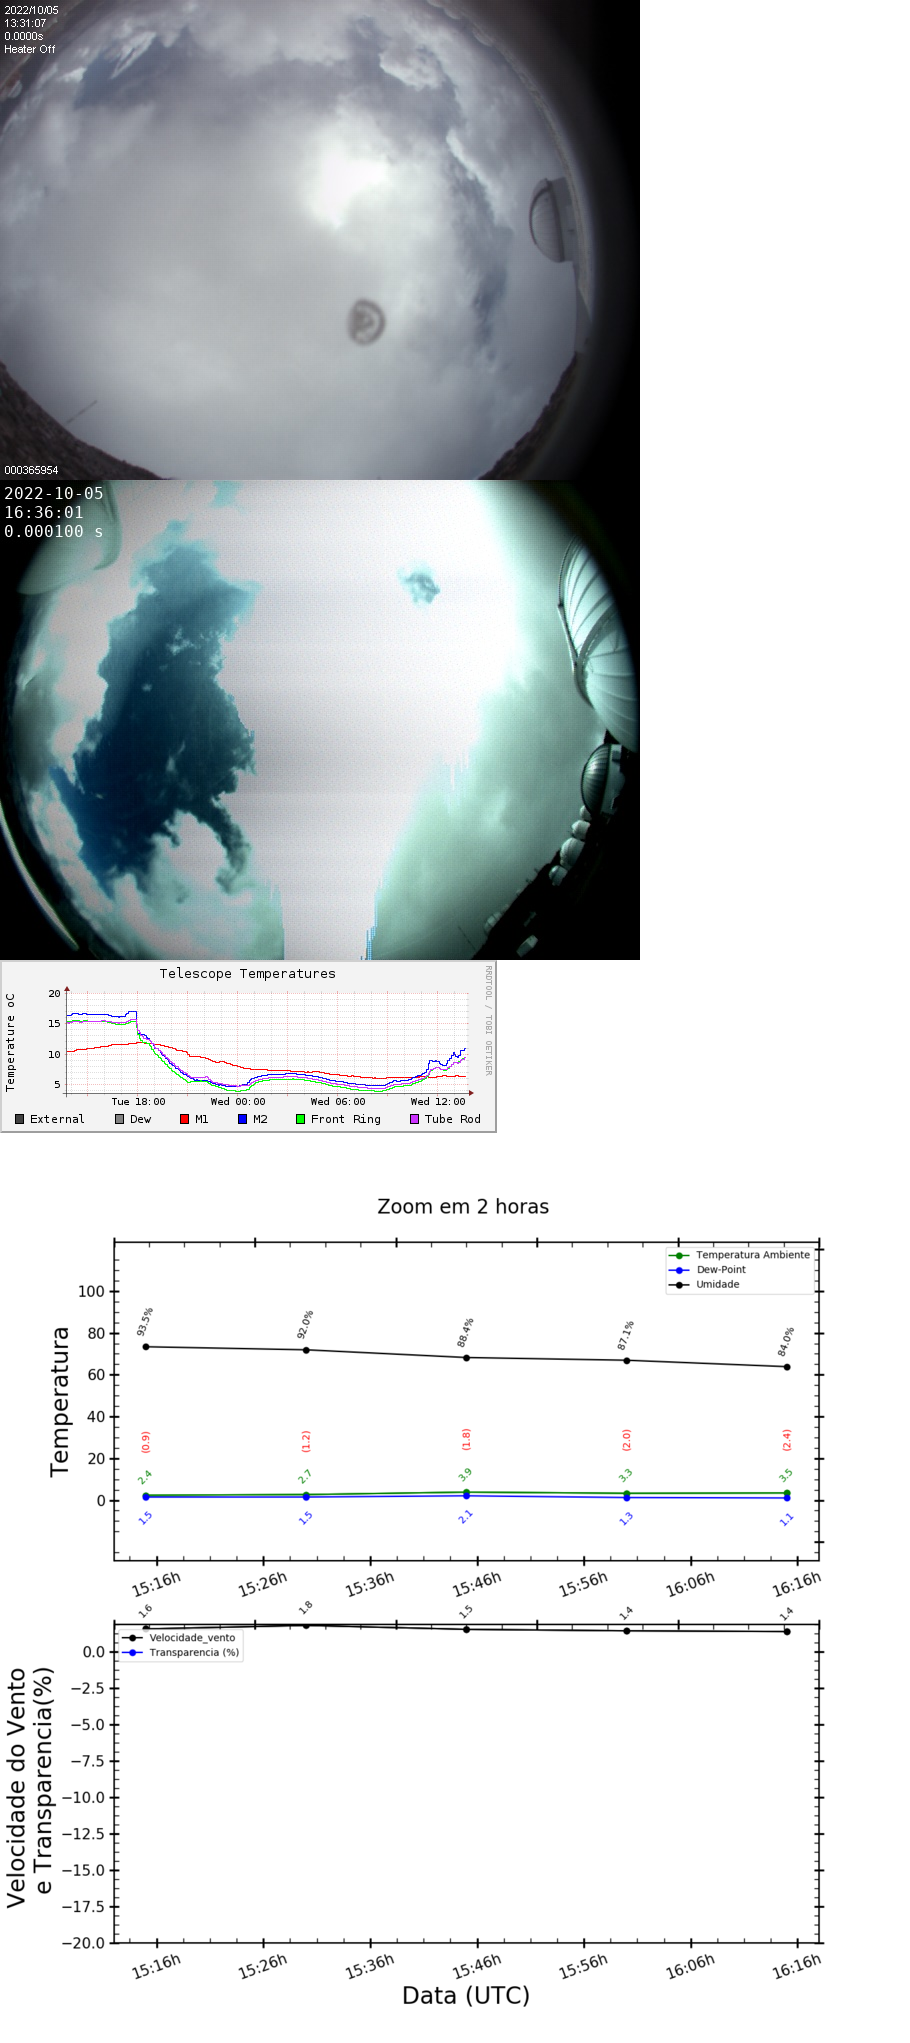 2022/10/05
13:31:07
0.0000s
Heater Off
000365954
2022-10-05
16:36:01
0.000100 s
Telescope Temperatures
RRDTOOL / TOBI OETIKER
Temperature oC
20
15
10
5
Tue 18:00 Wed 00:00 Wed 06:00 Wed 12:00
External Dew M1 M2 Front Ring Tube Rod
Zoom em 2 horas
Temperatura Ambiente
Dew-Point
Umidade
Temperatura
100
80
60
40
20
0
93.5% 92.0% 88.4% 87.1% 84.0%
(0.9) (1.2) (1.8) (2.0) (2.4)
2.4 2.7 3.9 3.3 3.5
1.5 1.5 2.1 1.3 1.1
15:16h 15:26h 15:36h 15:46h 15:56h 16:06h 16:16h
1.6 1.8 1.5 1.4 1.4
Velocidade_vento
Transparencia (%)
Velocidade do Vento
e Transparencia(%)
0.0
−2.5
−5.0
−7.5
−10.0
−12.5
−15.0
−17.5
−20.0
15:16h 15:26h 15:36h 15:46h 15:56h 16:06h 16:16h
Data (UTC)